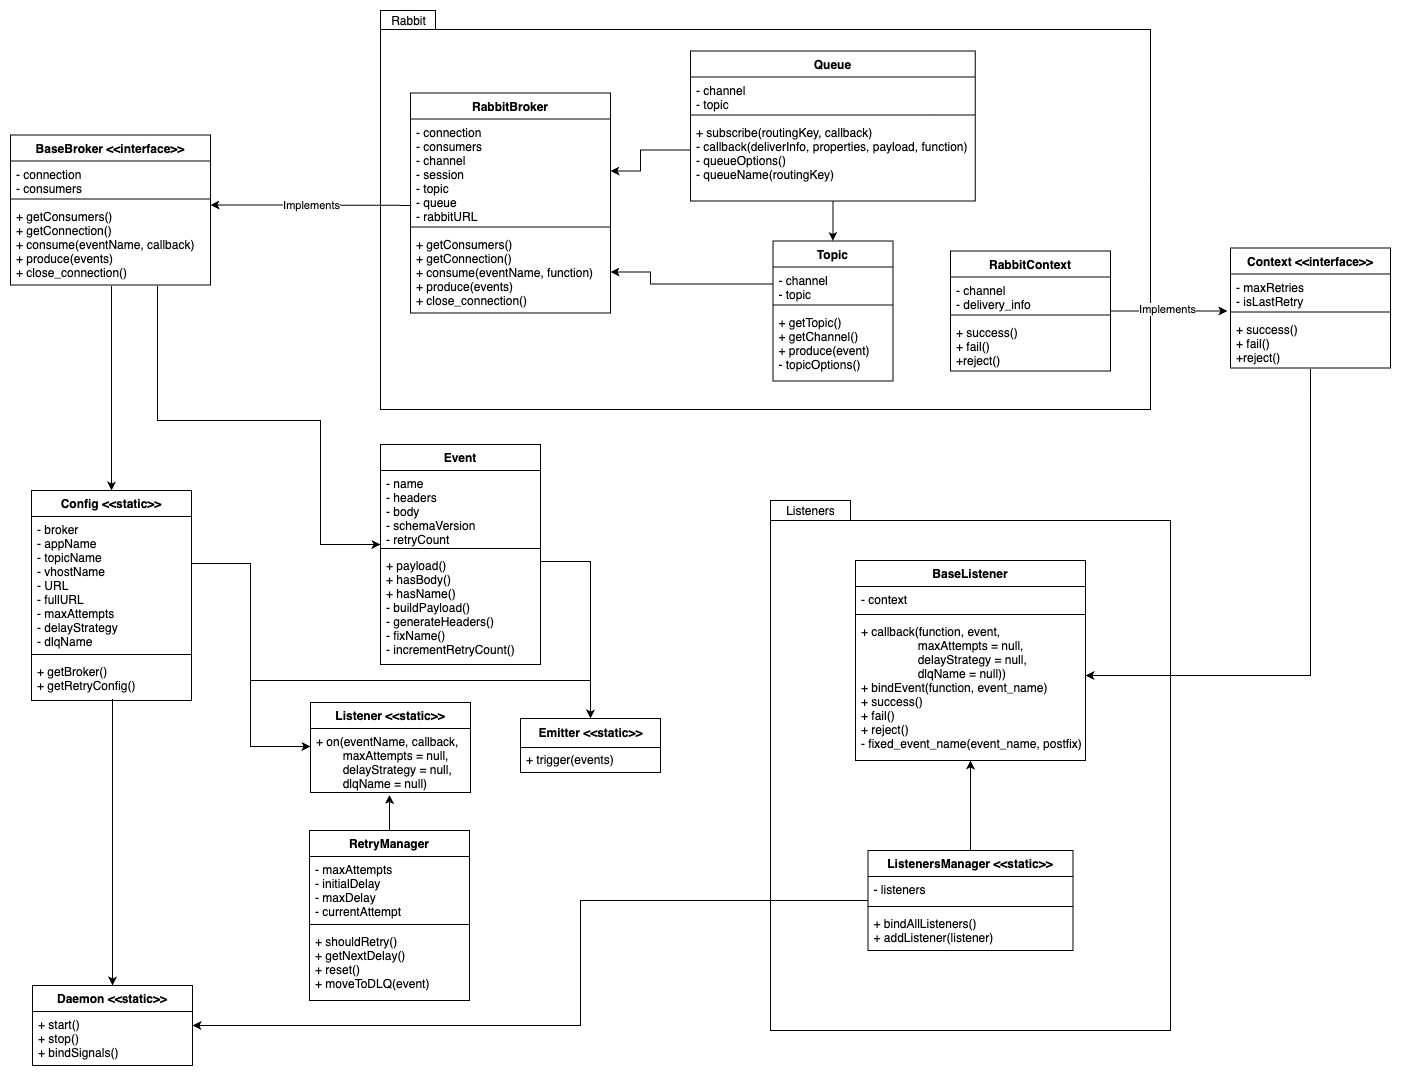 Rabbit
Queue
- channel
- topic
+ subscribe(routingKey, callback)
- callback(deliverInfo, properties, payload, function)
- queueOptions()
- queueName(routingKey)
RabbitBroker
- connection
- consumers
- channel
- session
- topic
- queue
- rabbitURL
+ getConsumers()
+ getConnection()
+ consume(eventName, function)
+ produce(events)
+ close_connection()
BaseBroker <<interface>>
- connection
- consumers
+ getConsumers()
+ getConnection()
+ consume(eventName, callback)
+ produce(events)
+ close_connection()
Implements
Topic
- channel
- topic
+ getTopic()
+ getChannel()
+ produce(event)
- topicOptions()
RabbitContext
- channel
- delivery_info
+ success()
+ fail()
+reject()
Implements
Context <<interface>>
- maxRetries
- isLastRetry
+ success()
+ fail()
+reject()
Event
- name
- headers
- body
- schemaVersion
- retryCount
+ payload()
+ hasBody()
+ hasName()
- buildPayload()
- generateHeaders()
- fixName()
- incrementRetryCount()
Config <<static>>
- broker
- appName
- topicName
- vhostName
- URL
- fullURL
- maxAttempts
- delayStrategy
- dlqName
+ getBroker()
+ getRetryConfig()
Listeners
BaseListener
- context
+ callback(function, event,
maxAttempts = null,
delayStrategy = null,
dlqName = null))
+ bindEvent(function, event_name)
+ success()
+ fail()
+ reject()
- fixed_event_name(event_name, postfix)
Listener <<static>>
+ on(eventName, callback,
maxAttempts = null,
delayStrategy = null,
dlqName = null)
Emitter <<static>>
+ trigger(events)
RetryManager
- maxAttempts
- initialDelay
- maxDelay
- currentAttempt
+ shouldRetry()
+ getNextDelay()
+ reset()
+ moveToDLQ(event)
ListenersManager <<static>>
- listeners
+ bindAllListeners()
+ addListener(listener)
Daemon <<static>>
+ start()
+ stop()
+ bindSignals()